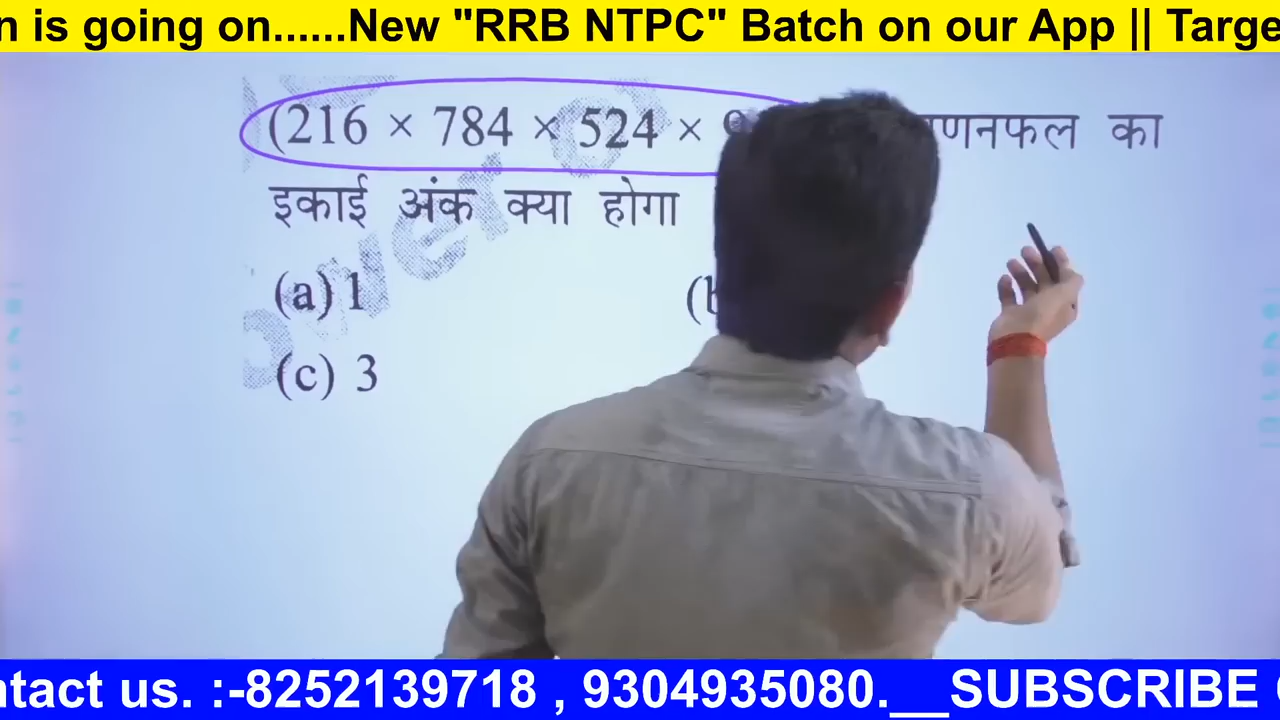 n is going on......New "RRB NTPC" Batch on our App || Targe
(216 × 784 × 524 × 9 का
इकाई अंक क्या होगा
(a) 1 (b
(c) 3
ntact us. :-8252139718 , 9304935080.__SUBSCRIBE